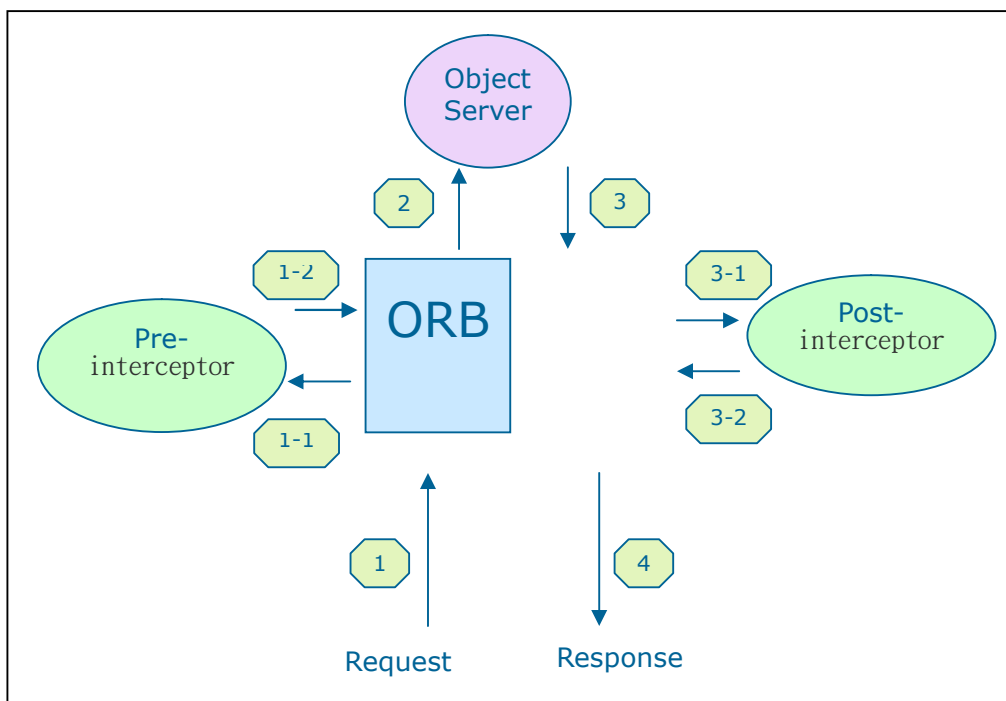 Object
Server
2
3
1-2
3-1
ORB
Pre-
interceptor
Post-
interceptor
1-1
3-2
1
4
Request
Response